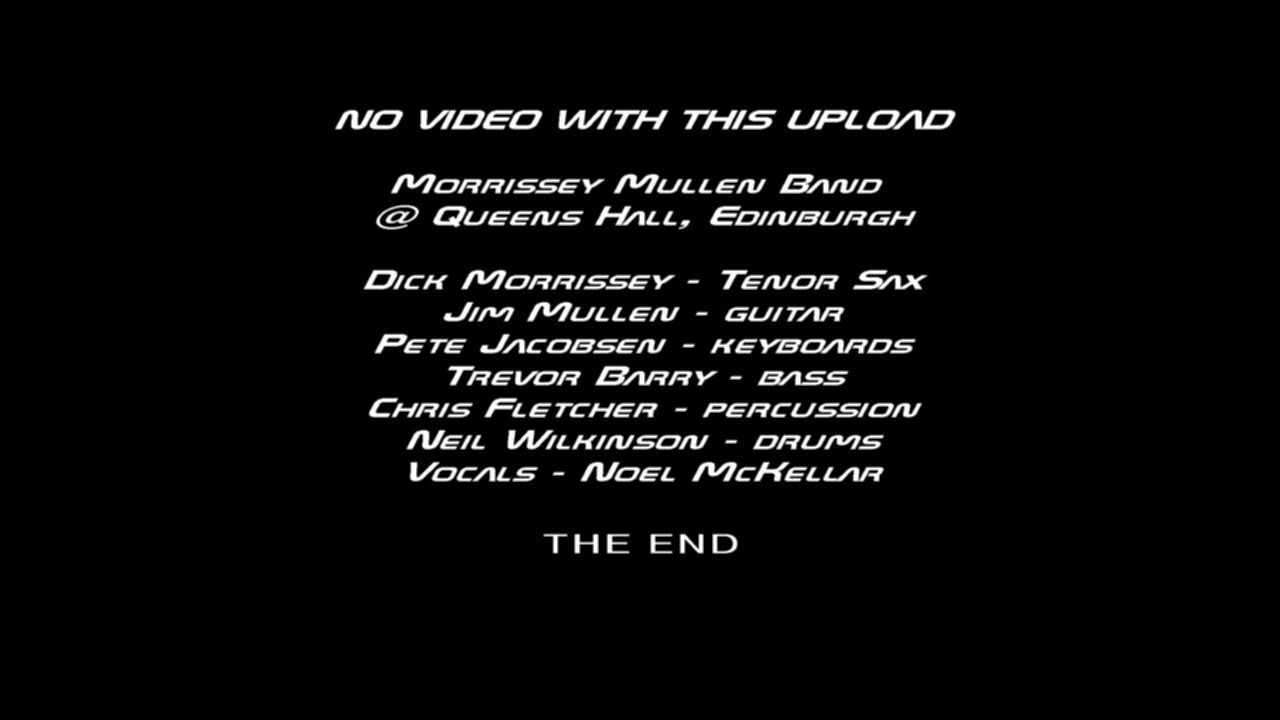 NO VIDEO WITH THIS UPLOAD
Morrissey Mullen Band
@ Queens Hall, Edinburgh
Dick Morrissey - Tenor Sax
Jim Mullen - guitar
Pete Jacobsen - keyboards
Trevor Barry - bass
Chris Fletcher - percussion
Neil Wilkinson - drums
Vocals - Noel McKellar
THE END